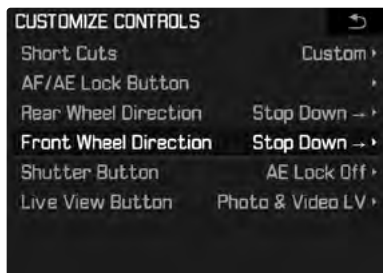 CUSTOMIZE CONTROLS
Short Cuts Custom
AF/AE Lock Button
Rear Wheel Direction Stop Down →
Front Wheel Direction Stop Down →
Shutter Button AE Lock Off
Live View Button Photo & Video LV